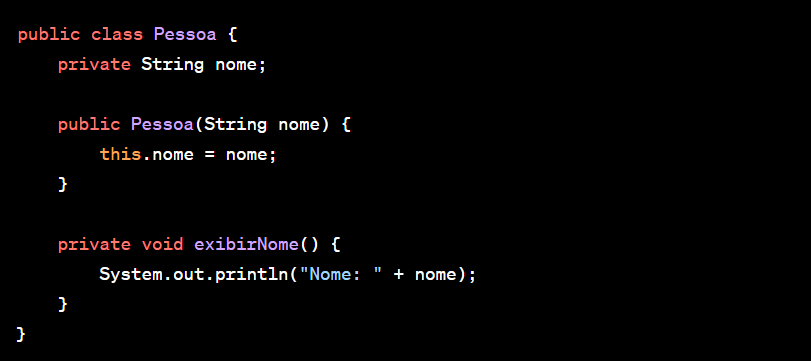 public class Pessoa {
    private String nome;

    public Pessoa(String nome) {
        this.nome = nome;
    }

    private void exibirNome() {
        System.out.println("Nome: " + nome);
    }
}